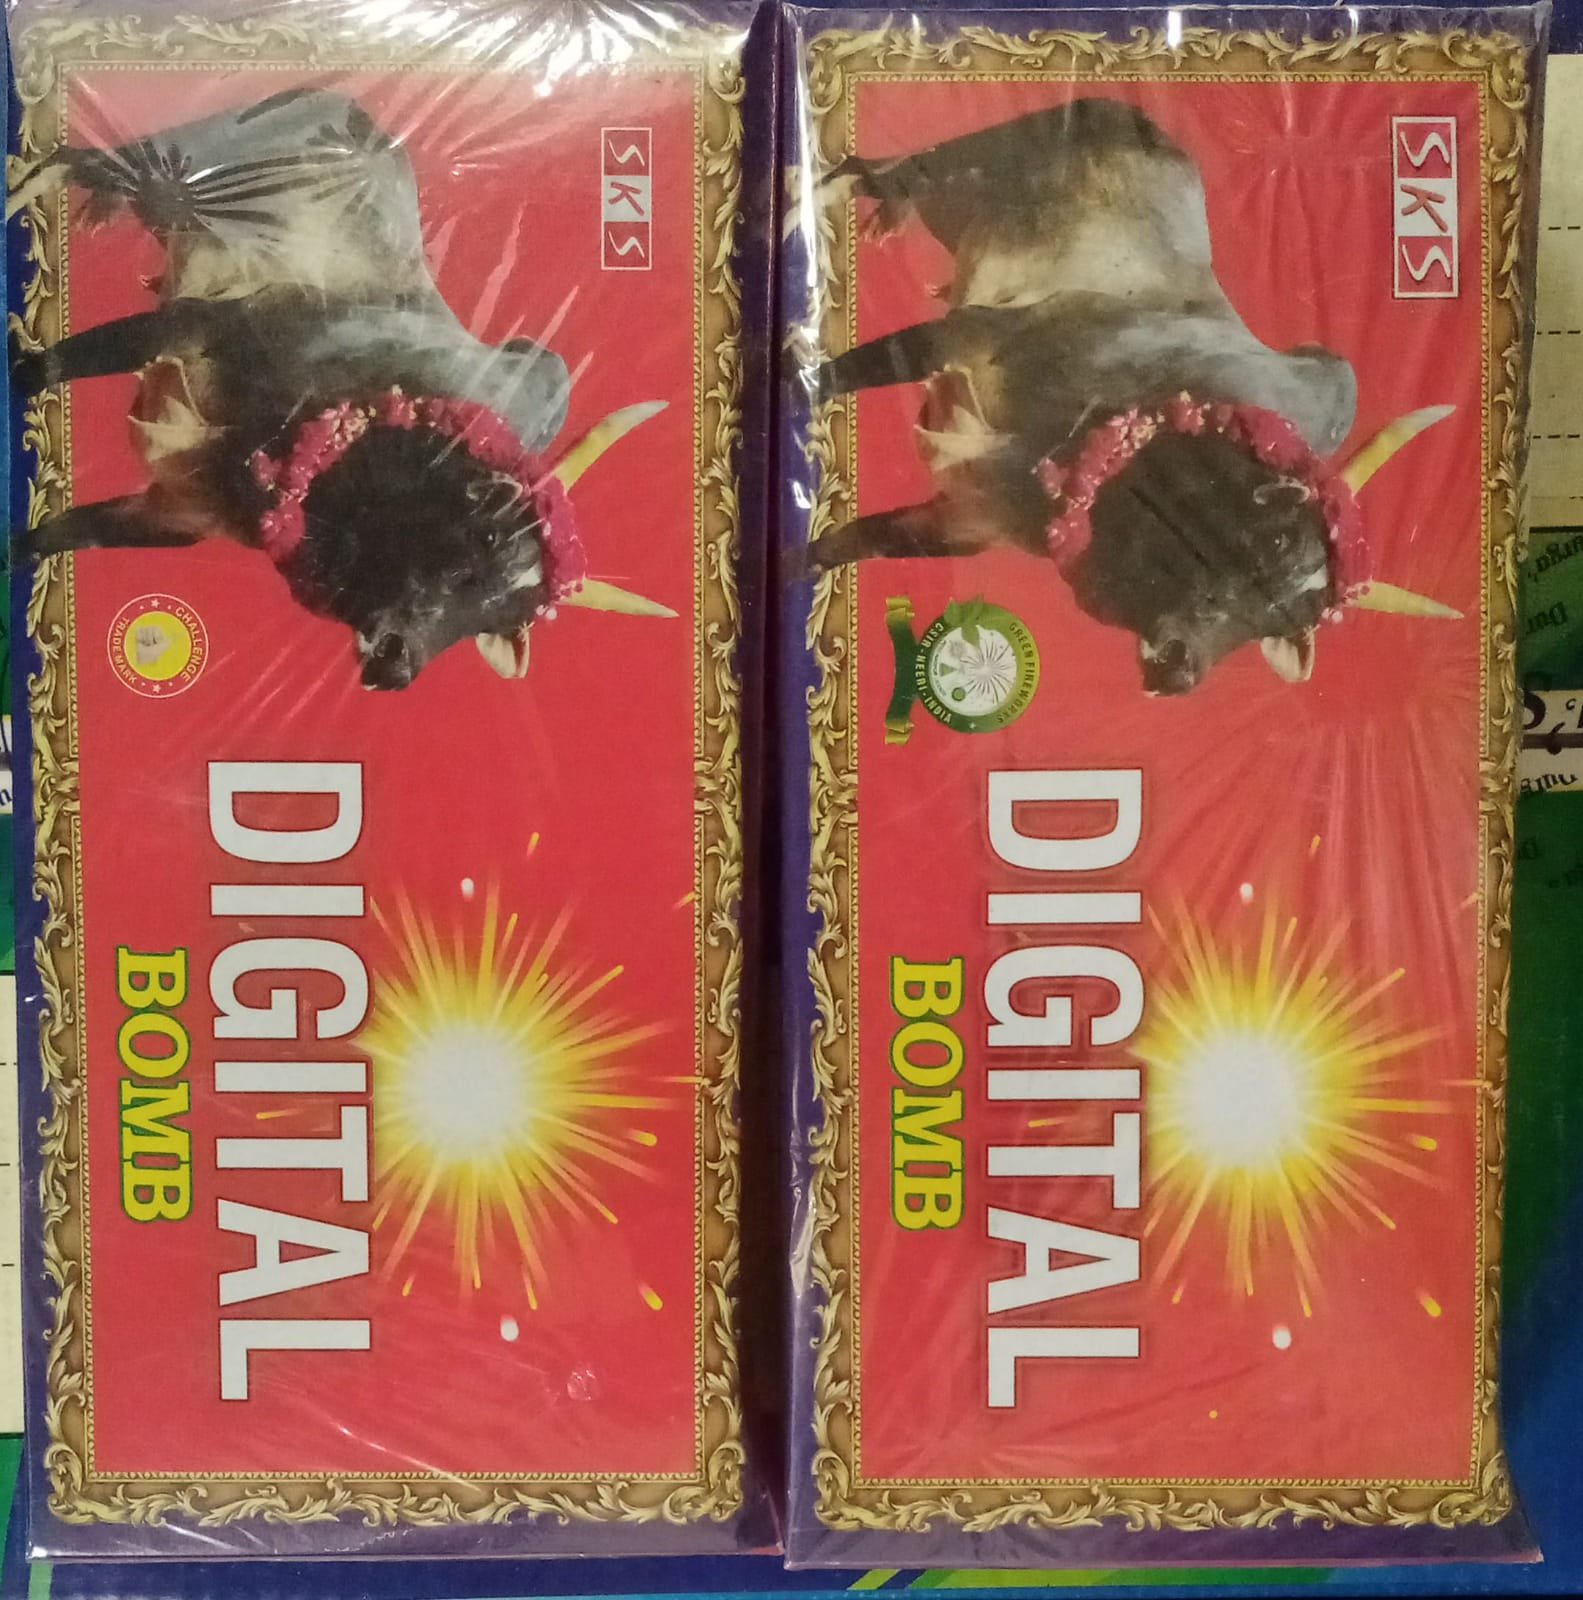 SKS
CHALLENGE
TRADE MARK
DIGITAL
BOMB
SKS
GREEN FIREWORKS
CSIR-NEERI-INDIA
DIGITAL
BOMB